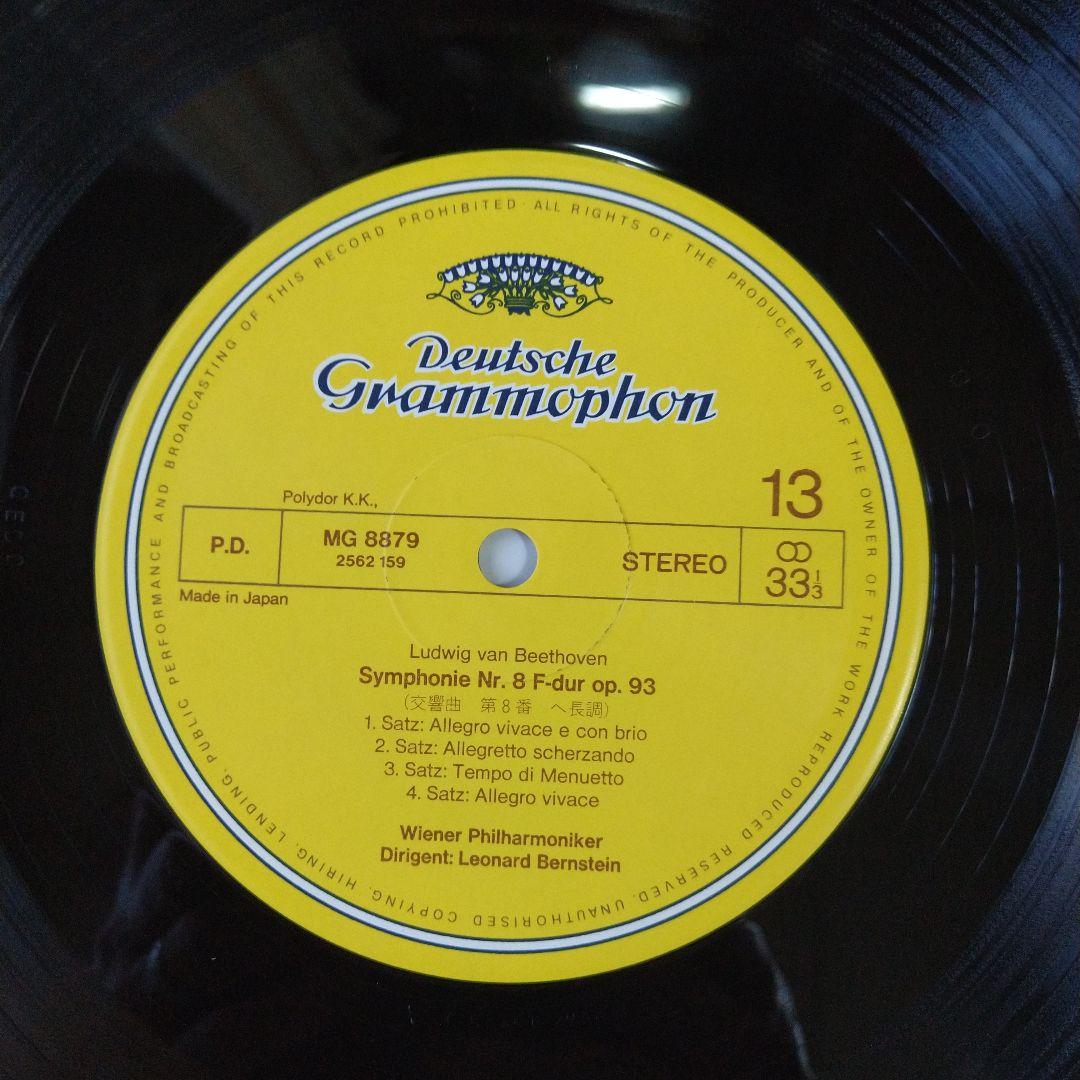 PUBLIC PERFORMANCE AND BROADCASTING OF THIS RECORD PROHIBITED · ALL RIGHTS OF THE PRODUCER AND OF THE OWNER OF THE WORK REPRODUCED RESERVED. UNAUTHORISED COPYING, HIRING, LENDING,
Deutsche
Grammophon
13
Polydor K.K.,
P.D.
MG 8879
2562 159
STEREO
33 1/3
Made in Japan
Ludwig van Beethoven
Symphonie Nr. 8 F-dur op. 93
(交響曲 第8番 ヘ長調)
1. Satz: Allegro vivace e con brio
2. Satz: Allegretto scherzando
3. Satz: Tempo di Menuetto
4. Satz: Allegro vivace
Wiener Philharmoniker
Dirigent: Leonard Bernstein